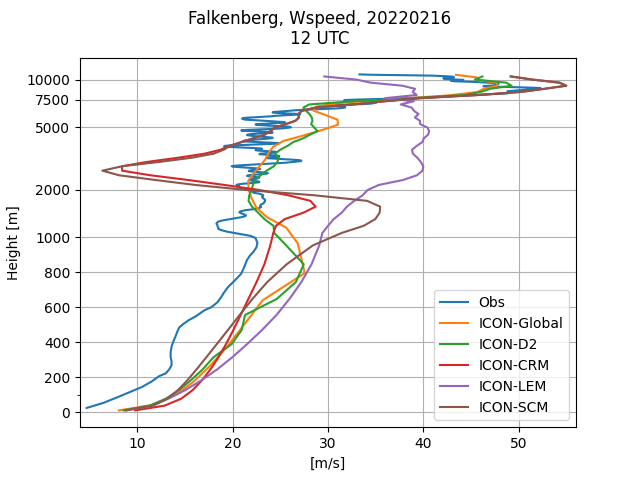 Falkenberg, Wspeed, 20220216
12 UTC
10000
7500
5000
2000
1000
800
600
400
200
0
Height [m]
10
20
30
40
50
[m/s]
Obs
ICON-Global
ICON-D2
ICON-CRM
ICON-LEM
ICON-SCM